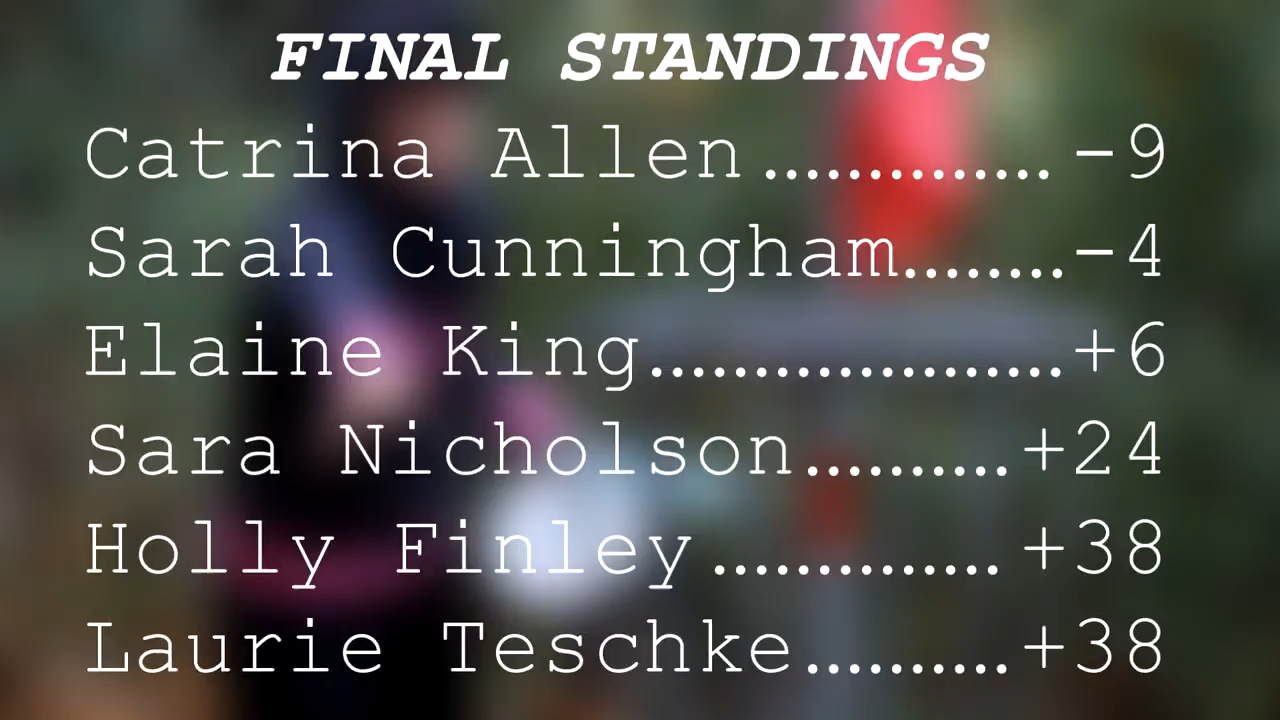 FINAL STANDINGS
Catrina Allen..............-9
Sarah Cunningham........-4
Elaine King....................+6
Sara Nicholson..........+24
Holly Finley..............+38
Laurie Teschke..........+38